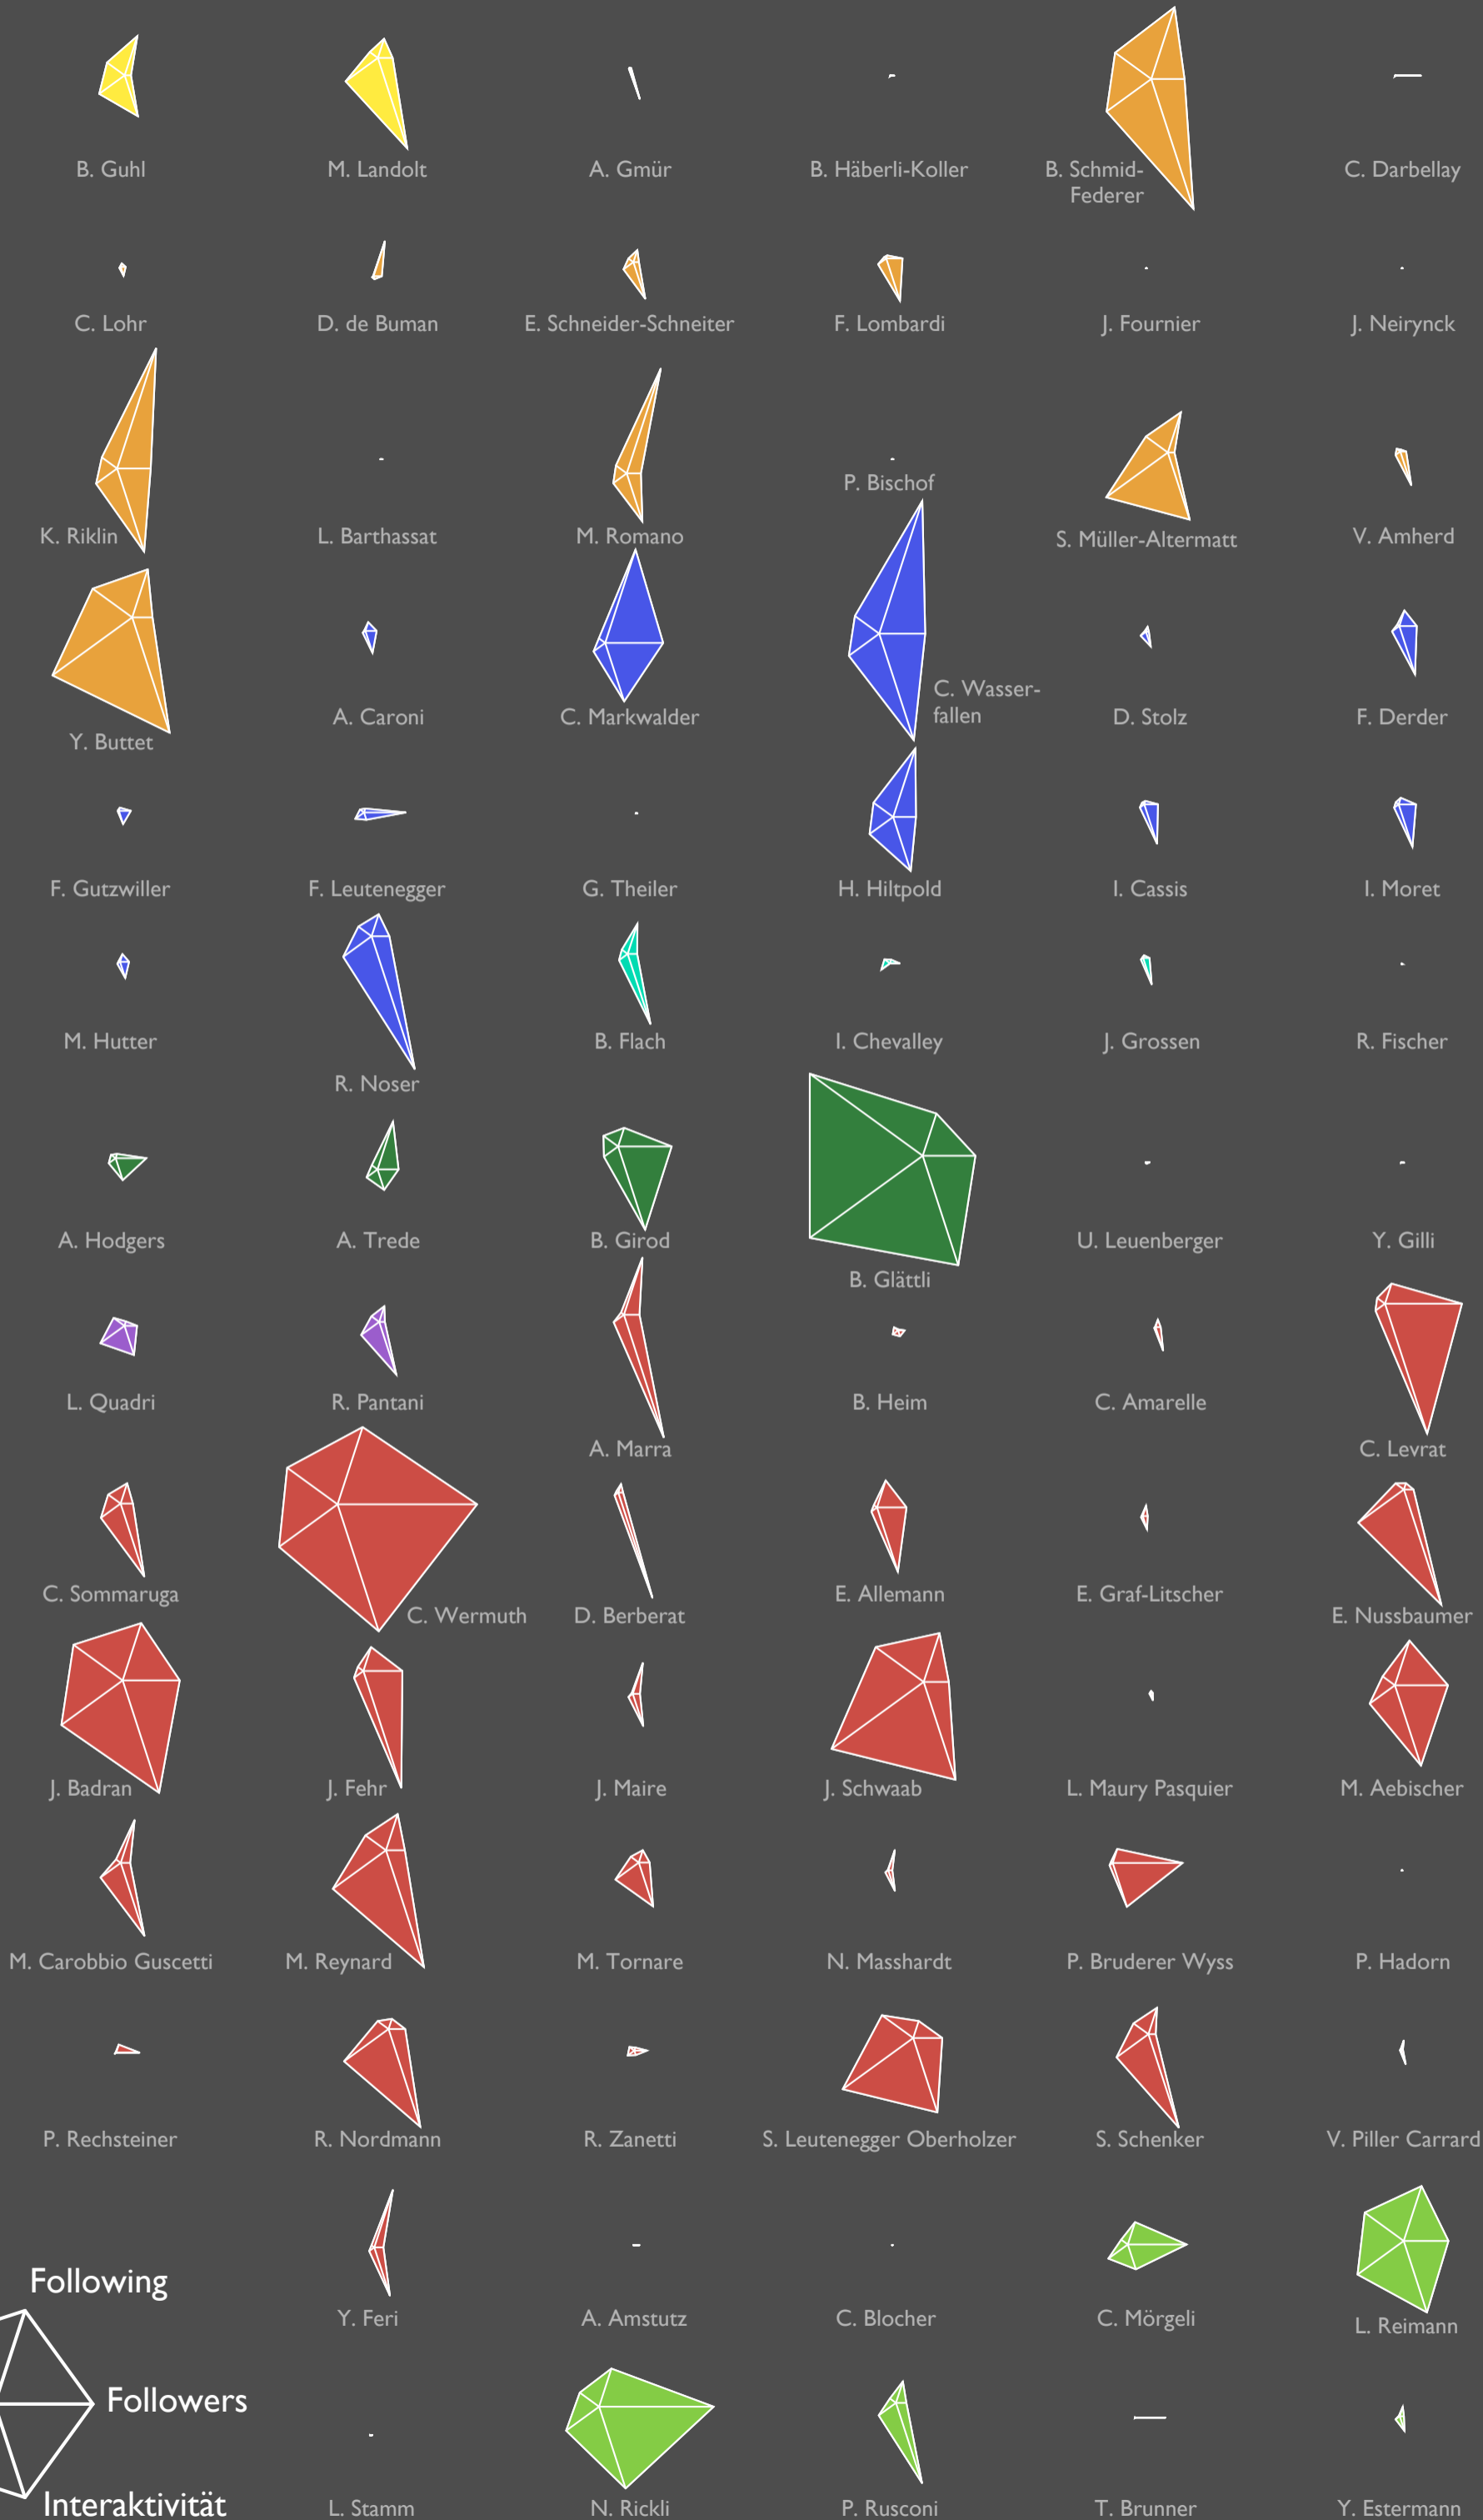 B. Guhl
M. Landolt
A. Gmür
B. Häberli-Koller
B. Schmid-
Federer
C. Darbellay
C. Lohr
D. de Buman
E. Schneider-Schneiter
F. Lombardi
J. Fournier
J. Neirynck
K. Riklin
L. Barthassat
M. Romano
P. Bischof
S. Müller-Altermatt
V. Amherd
Y. Buttet
A. Caroni
C. Markwalder
C. Wasser-
fallen
D. Stolz
F. Derder
F. Gutzwiller
F. Leutenegger
G. Theiler
H. Hiltpold
I. Cassis
I. Moret
M. Hutter
R. Noser
B. Flach
I. Chevalley
J. Grossen
R. Fischer
A. Hodgers
A. Trede
B. Girod
B. Glättli
U. Leuenberger
Y. Gilli
L. Quadri
R. Pantani
A. Marra
B. Heim
C. Amarelle
C. Levrat
C. Sommaruga
C. Wermuth
D. Berberat
E. Allemann
E. Graf-Litscher
E. Nussbaumer
J. Badran
J. Fehr
J. Maire
J. Schwaab
L. Maury Pasquier
M. Aebischer
M. Carobbio Guscetti
M. Reynard
M. Tornare
N. Masshardt
P. Bruderer Wyss
P. Hadorn
P. Rechsteiner
R. Nordmann
R. Zanetti
S. Leutenegger Oberholzer
S. Schenker
V. Piller Carrard
Y. Feri
A. Amstutz
C. Blocher
C. Mörgeli
L. Reimann
Following
Followers
Interaktivität
L. Stamm
N. Rickli
P. Rusconi
T. Brunner
Y. Estermann